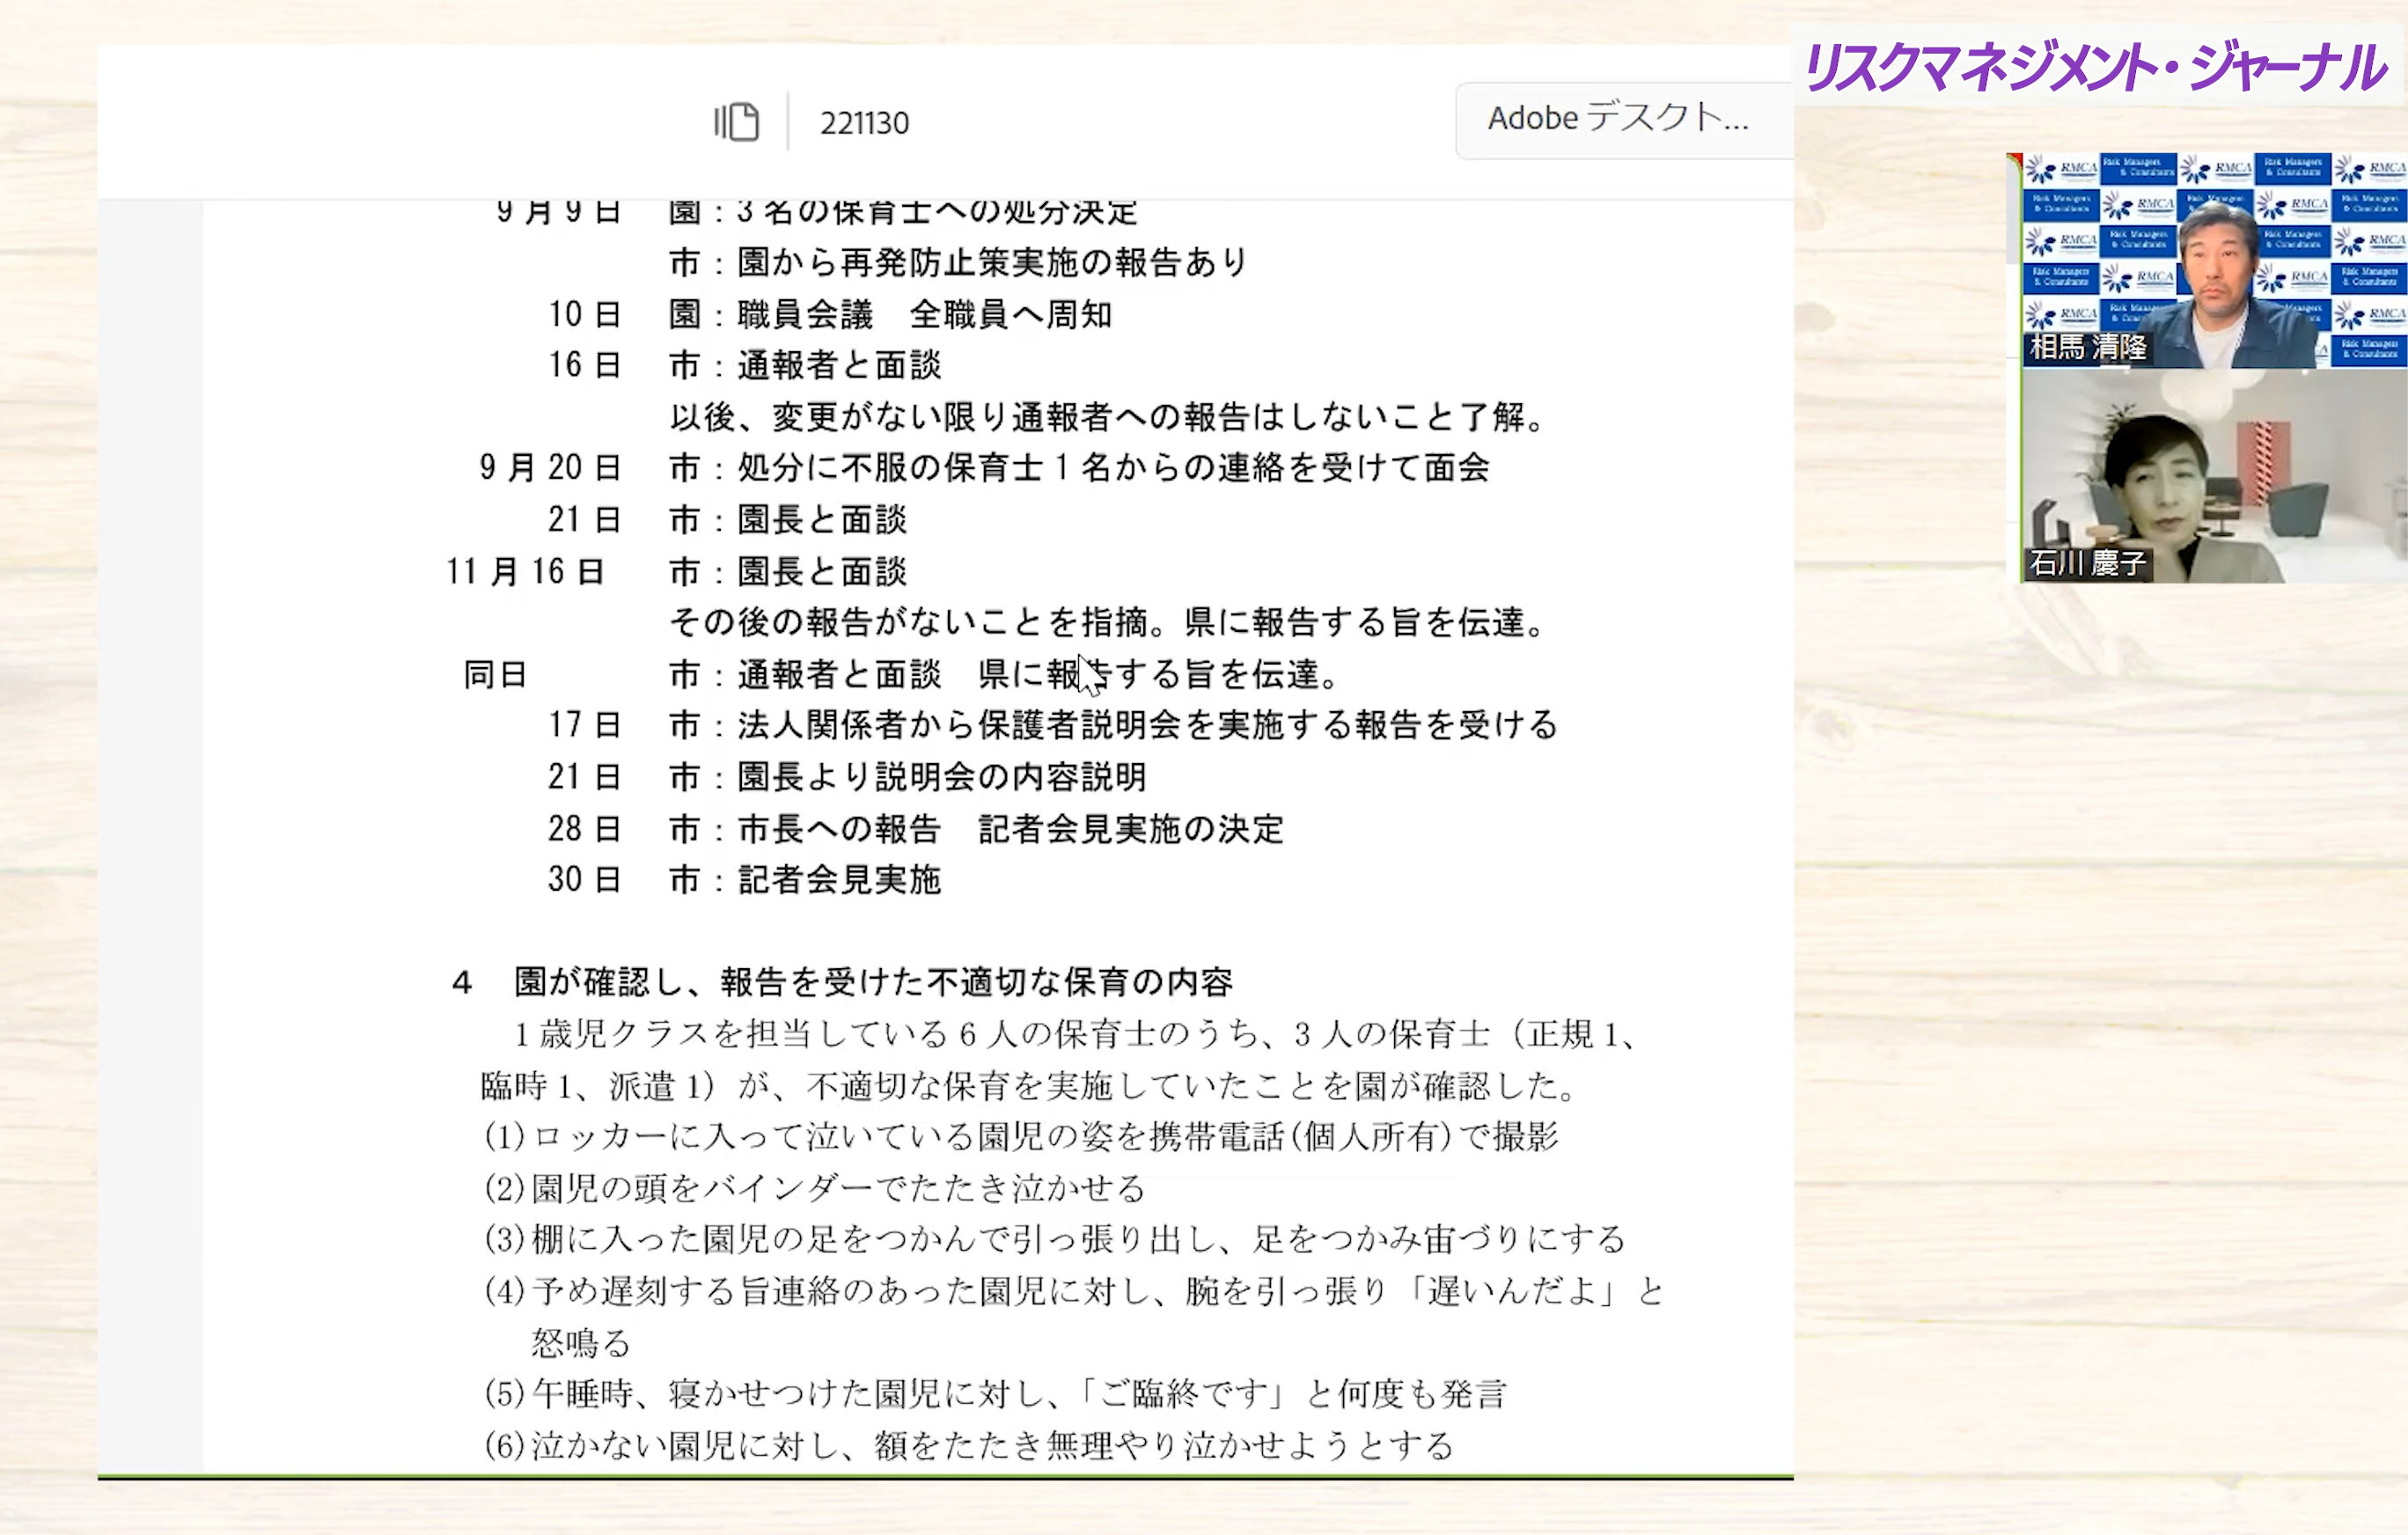 リスクマネジメント・ジャーナル
221130
Adobe デスクト...
9月9日 園：3名の保育士への処分決定
市：園から再発防止策実施の報告あり
10日 園：職員会議 全職員へ周知
16日 市：通報者と面談
以後、変更がない限り通報者への報告はしないこと了解。
9月20日 市：処分に不服の保育士1名からの連絡を受けて面会
21日 市：園長と面談
11月16日 市：園長と面談
その後の報告がないことを指摘。県に報告する旨を伝達。
同日 市：通報者と面談 県に報告する旨を伝達。
17日 市：法人関係者から保護者説明会を実施する報告を受ける
21日 市：園長より説明会の内容説明
28日 市：市長への報告 記者会見実施の決定
30日 市：記者会見実施
4 園が確認し、報告を受けた不適切な保育の内容
1歳児クラスを担当している6人の保育士のうち、3人の保育士（正規1、
臨時1、派遣1）が、不適切な保育を実施していたことを園が確認した。
(1)ロッカーに入って泣いている園児の姿を携帯電話(個人所有)で撮影
(2)園児の頭をバインダーでたたき泣かせる
(3)棚に入った園児の足をつかんで引っ張り出し、足をつかみ宙づりにする
(4)予め遅刻する旨連絡のあった園児に対し、腕を引っ張り「遅いんだよ」と
怒鳴る
(5)午睡時、寝かせつけた園児に対し、「ご臨終です」と何度も発言
(6)泣かない園児に対し、額をたたき無理やり泣かせようとする
RMCA
Risk Managers
& Consultants
相馬 清隆
石川 慶子